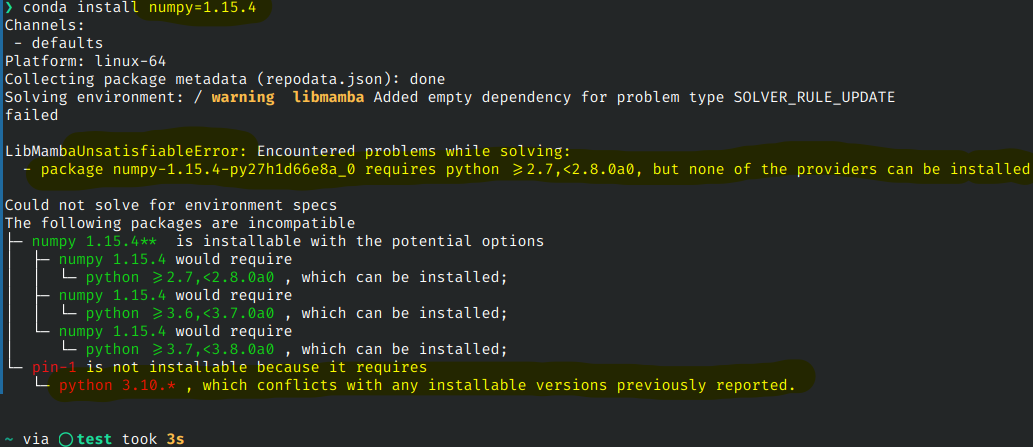 ❯ conda install numpy=1.15.4
Channels:
 - defaults
Platform: linux-64
Collecting package metadata (repodata.json): done
Solving environment: / warning  libmamba Added empty dependency for problem type SOLVER_RULE_UPDATE
failed

LibMambaUnsatisfiableError: Encountered problems while solving:
  - package numpy-1.15.4-py27h1d66e8a_0 requires python >=2.7,<2.8.0a0, but none of the providers can be installed

Could not solve for environment specs
The following packages are incompatible
├─ numpy 1.15.4**  is installable with the potential options
│  ├─ numpy 1.15.4 would require
│  │  └─ python >=2.7,<2.8.0a0 , which can be installed;
│  ├─ numpy 1.15.4 would require
│  │  └─ python >=3.6,<3.7.0a0 , which can be installed;
│  └─ numpy 1.15.4 would require
│     └─ python >=3.7,<3.8.0a0 , which can be installed;
└─ pin-1 is not installable because it requires
   └─ python 3.10.* , which conflicts with any installable versions previously reported.

~ via test took 3s